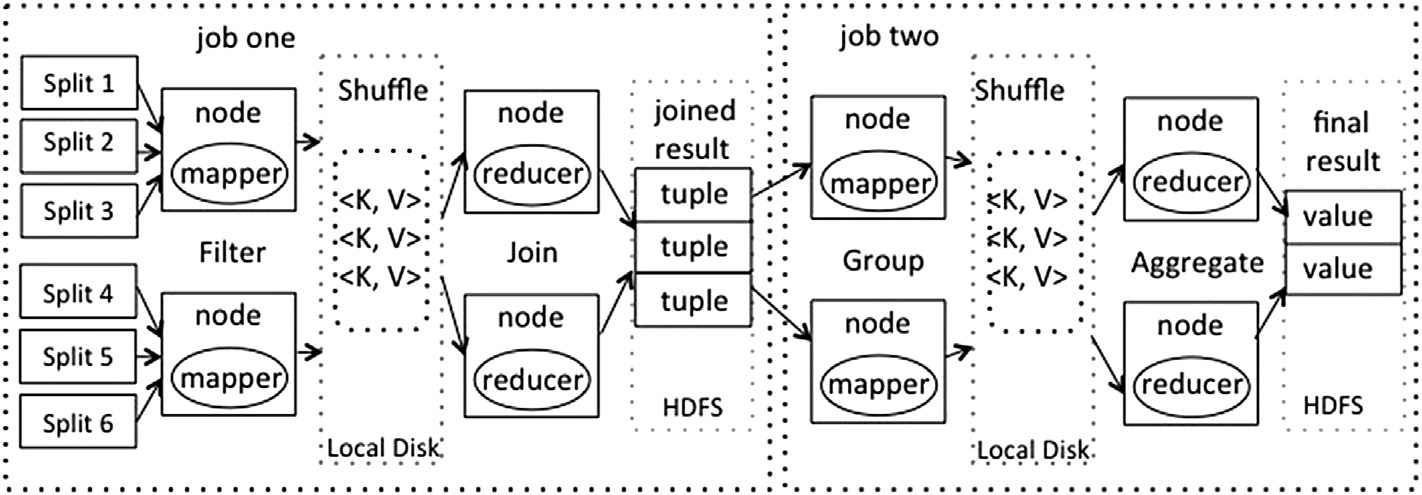 job one
Split 1
Split 2
Split 3
Split 4
Split 5
Split 6
node
mapper
Filter
node
mapper
Shuffle
<K, V>
<K, V>
<K, V>
Local Disk
node
reducer
Join
node
reducer
joined
result
tuple
tuple
tuple
HDFS
job two
node
mapper
Group
node
mapper
Shuffle
<K, V>
<K, V>
<K, V>
Local Disk
node
reducer
Aggregate
node
reducer
final
result
value
value
HDFS